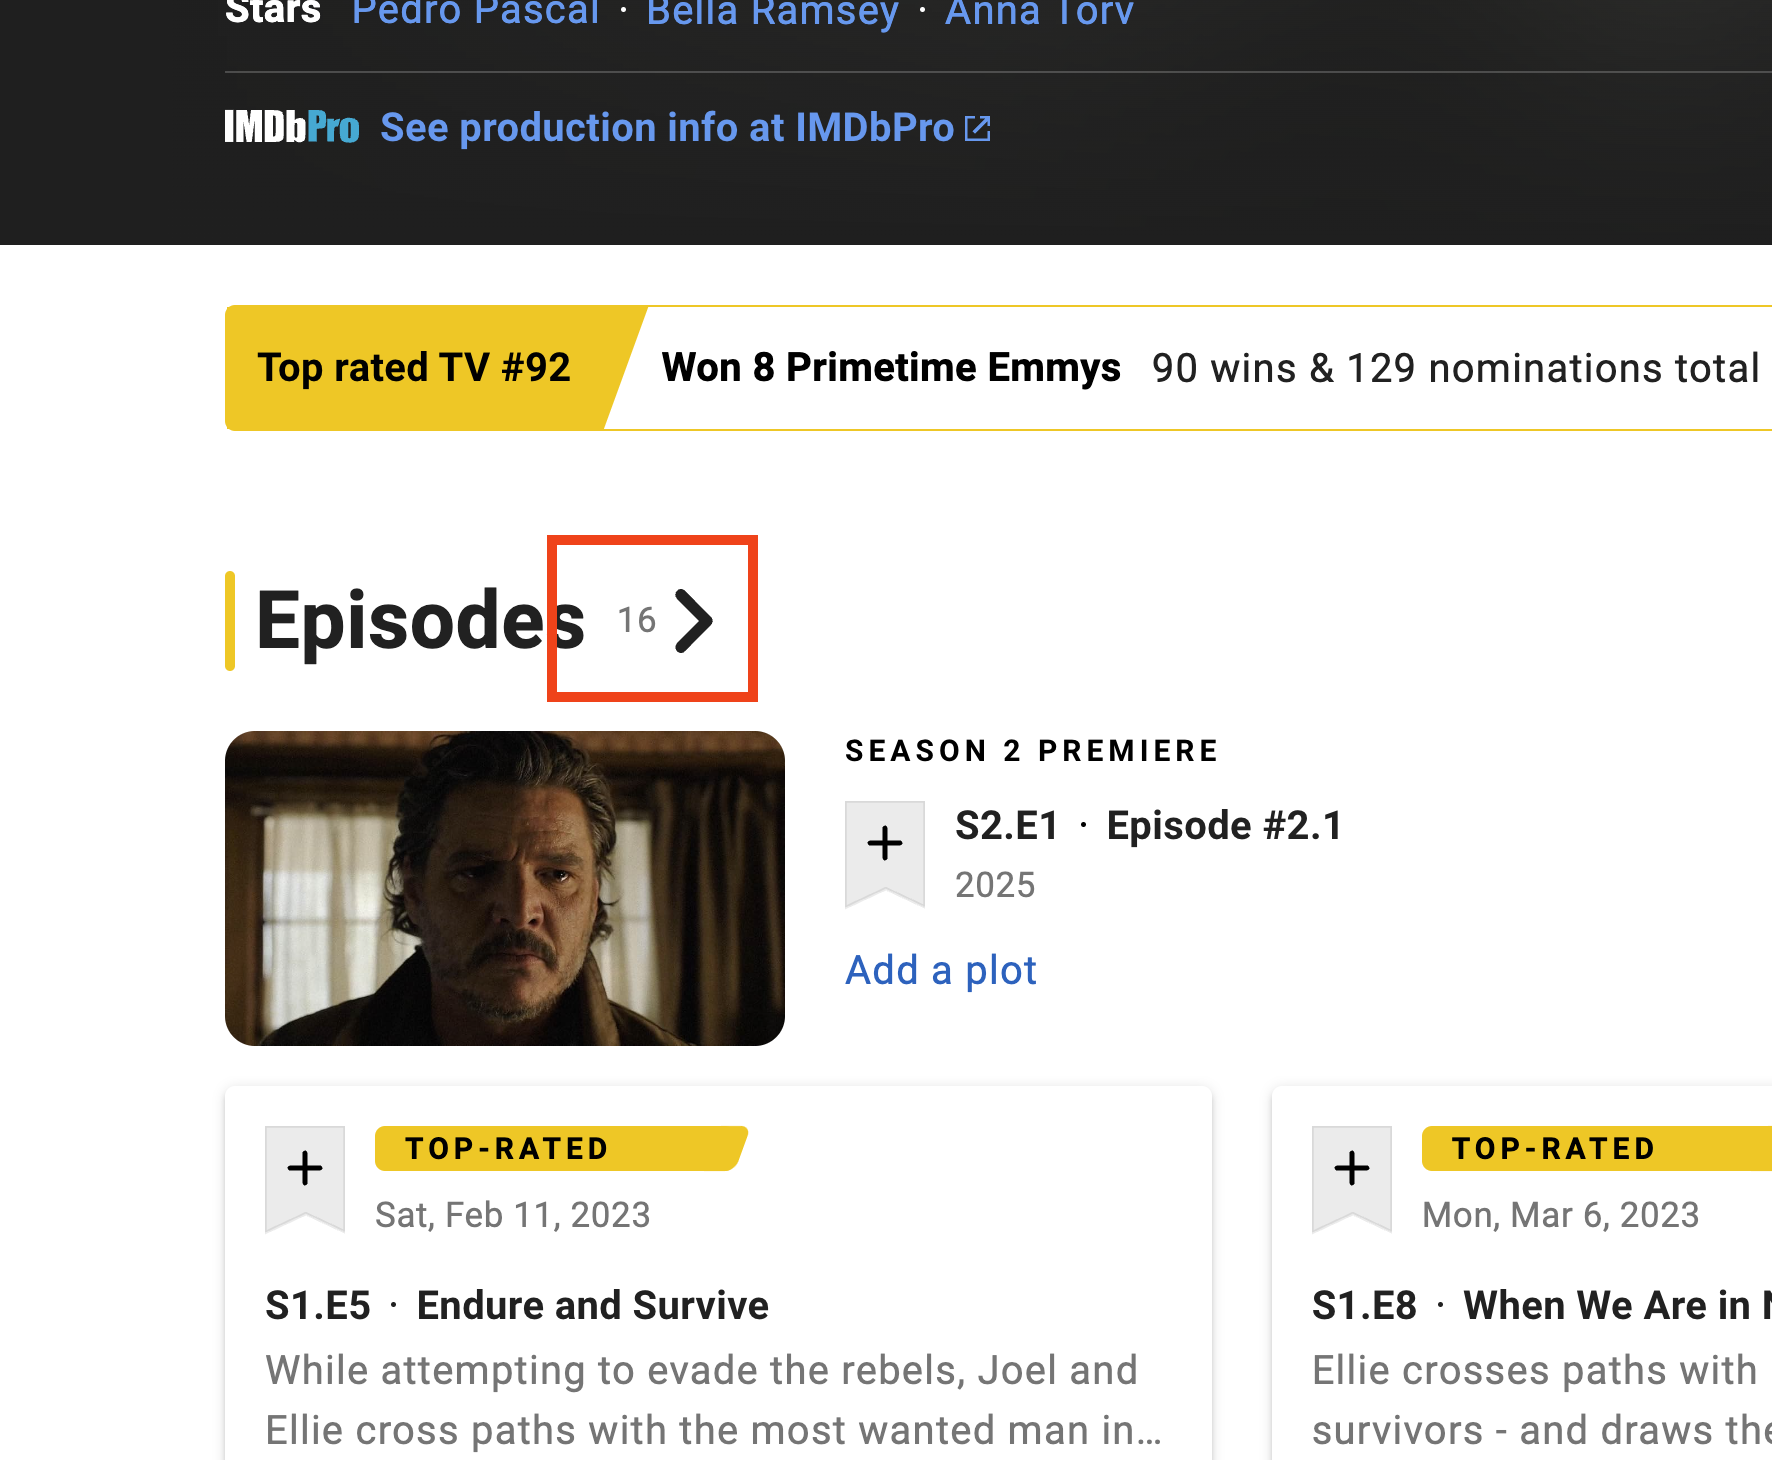 Stars Pedro Pascal · Bella Ramsey · Anna Torv
IMDbPro See production info at IMDbPro
Top rated TV #92 Won 8 Primetime Emmys 90 wins & 129 nominations total
Episodes 16
SEASON 2 PREMIERE
S2.E1 · Episode #2.1
2025
Add a plot
TOP-RATED
Sat, Feb 11, 2023
S1.E5 · Endure and Survive
While attempting to evade the rebels, Joel and
Ellie cross paths with the most wanted man in…
TOP-RATED
Mon, Mar 6, 2023
S1.E8 · When We Are in
Ellie crosses paths with
survivors - and draws the